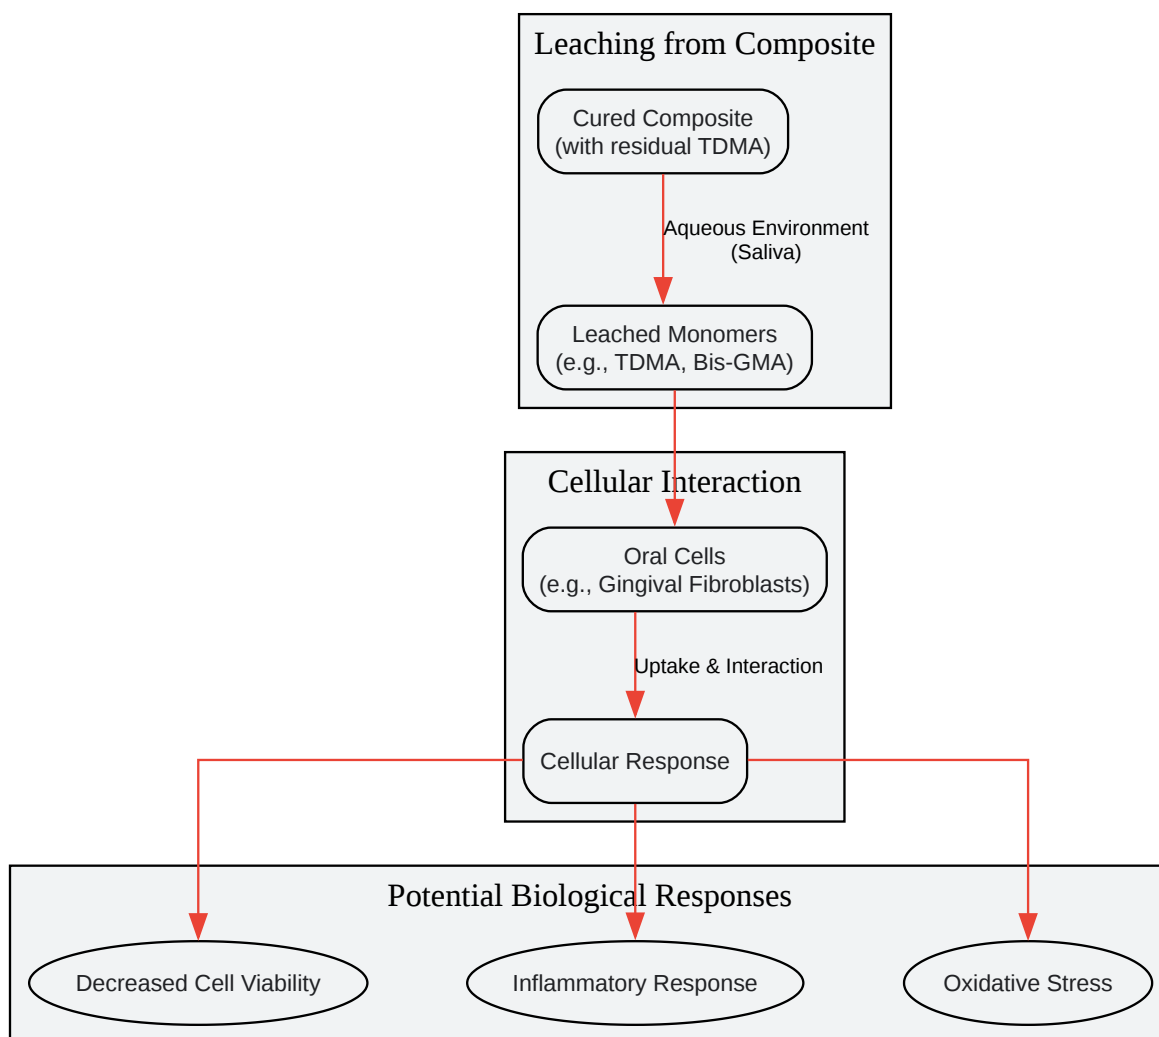 Leaching from Composite
Cured Composite
(with residual TDMA)
Aqueous Environment
(Saliva)
Leached Monomers
(e.g., TDMA, Bis-GMA)
Cellular Interaction
Oral Cells
(e.g., Gingival Fibroblasts)
Uptake & Interaction
Cellular Response
Potential Biological Responses
Decreased Cell Viability
Inflammatory Response
Oxidative Stress